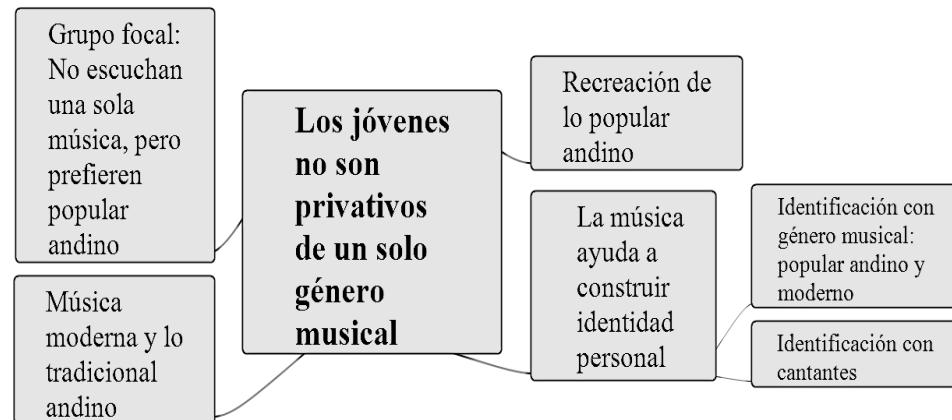 Grupo focal:
No escuchan
una sola
música, pero
prefieren
popular
andino
Música
moderna y lo
tradicional
andino
Los jóvenes
no son
privativos
de un solo
género
musical
Recreación de
lo popular
andino
La música
ayuda a
construir
identidad
personal
Identificación con
género musical:
popular andino y
moderno
Identificación con
cantantes